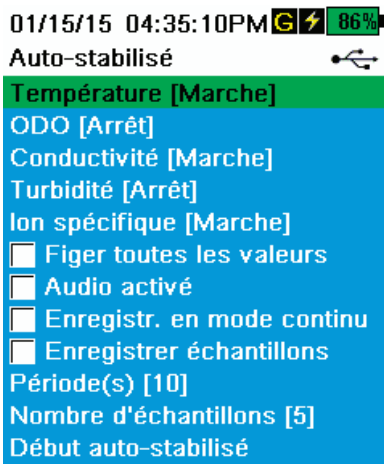 01/15/15 04:35:10PM G 86%
Auto-stabilisé
Température [Marche]
ODO [Arrêt]
Conductivité [Marche]
Turbidité [Arrêt]
Ion spécifique [Marche]
Figer toutes les valeurs
Audio activé
Enregistr. en mode continu
Enregistrer échantillons
Période(s) [10]
Nombre d'échantillons [5]
Début auto-stabilisé